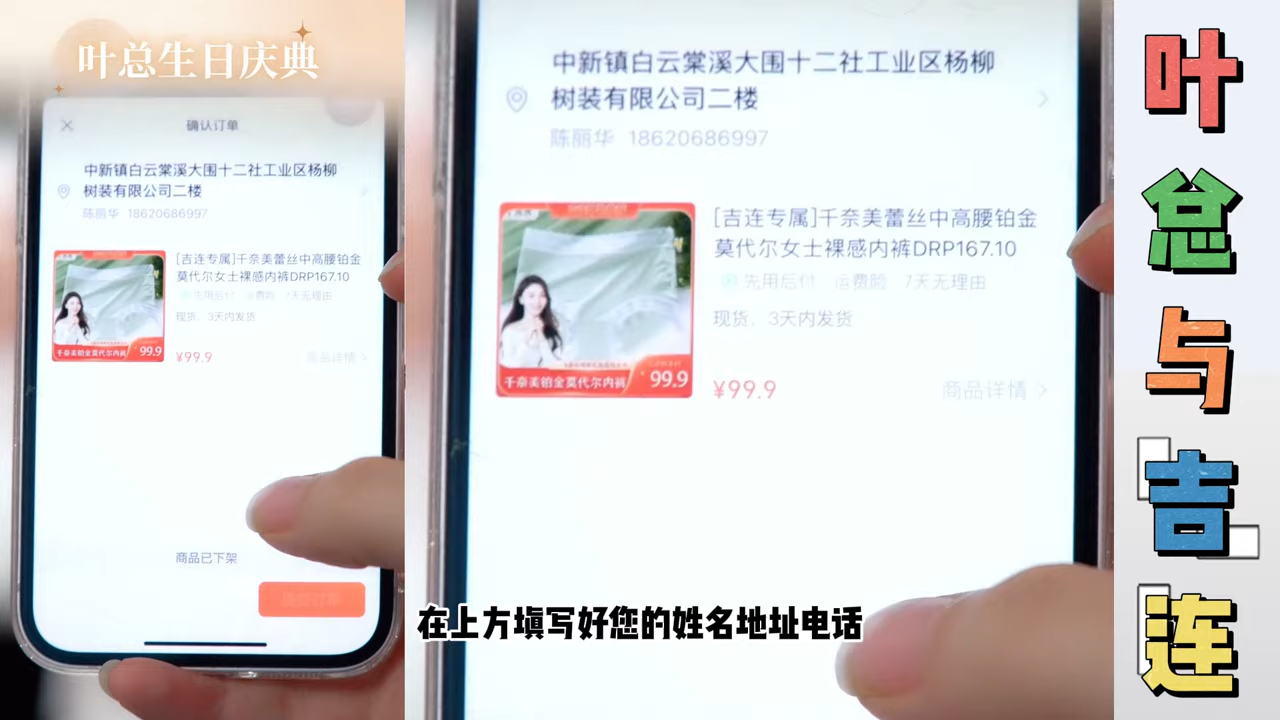 叶总生日庆典
确认订单
中新镇白云棠溪大围十二社工业区杨柳
树装有限公司二楼
陈丽华 18620686997
[吉连专属]千奈美蕾丝中高腰铂金
莫代尔女士裸感内裤DRP167.10
先用后付 运费险 7天无理由
现货，3天内发货
¥99.9
商品详情
千奈美铂金莫代尔内裤 99.9
商品已下架
提交订单
中新镇白云棠溪大围十二社工业区杨柳
树装有限公司二楼
陈丽华 18620686997
[吉连专属]千奈美蕾丝中高腰铂金
莫代尔女士裸感内裤DRP167.10
先用后付 运费险 7天无理由
现货，3天内发货
¥99.9
商品详情
千奈美铂金莫代尔内裤 99.9
在上方填写好您的姓名地址电话
叶总与吉连